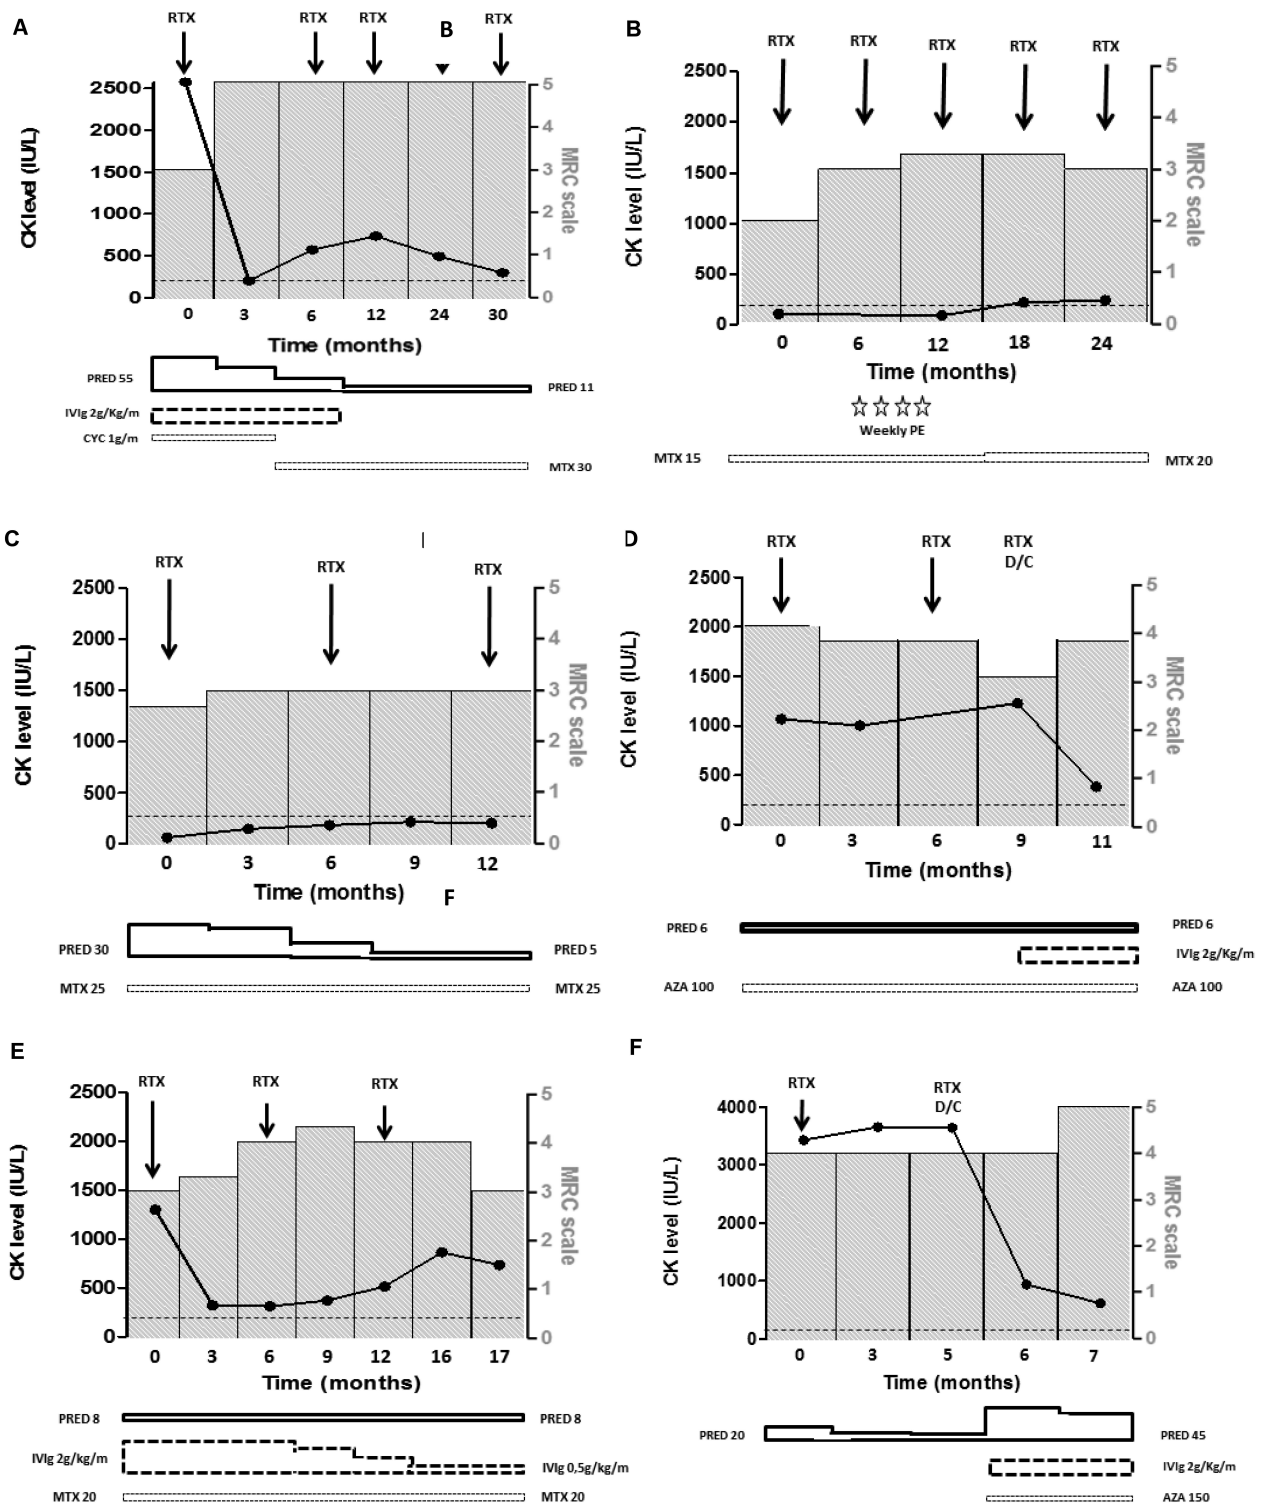 A
RTX RTX RTX B RTX
2500
2000
1500
1000
500
0
CK level (IU/L)
5
4
3
2
1
0
MRC scale
0 3 6 12 24 30
Time (months)
PRED 55 PRED 11
IVIg 2g/Kg/m
CYC 1g/m
MTX 30
B
RTX RTX RTX RTX RTX
2500
2000
1500
1000
500
0
CK level (IU/L)
5
4
3
2
1
0
MRC scale
0 6 12 18 24
Time (months)
Weekly PE
MTX 15 MTX 20
C
RTX RTX RTX
2500
2000
1500
1000
500
0
CK level (IU/L)
5
4
3
2
1
0
MRC scale
0 3 6 9 12
Time (months)
F
PRED 30 PRED 5
MTX 25 MTX 25
D
RTX RTX RTX
D/C
2500
2000
1500
1000
500
0
CK level (IU/L)
5
4
3
2
1
0
MRC scale
0 3 6 9 11
Time (months)
PRED 6 PRED 6
IVIg 2g/Kg/m
AZA 100 AZA 100
E
RTX RTX RTX
2500
2000
1500
1000
500
0
CK level (IU/L)
5
4
3
2
1
0
MRC scale
0 3 6 9 12 16 17
Time (months)
PRED 8 PRED 8
IVIg 2g/kg/m IVIg 0,5g/kg/m
MTX 20 MTX 20
F
RTX RTX
D/C
4000
3000
2000
1000
0
CK level (IU/L)
5
4
3
2
1
0
MRC scale
0 3 5 6 7
Time (months)
PRED 20 PRED 45
IVIg 2g/Kg/m
AZA 150